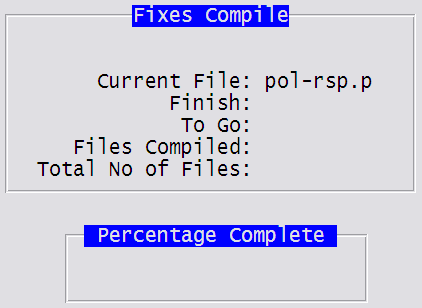 Fixes Compile
Current File: pol-rsp.p
Finish:
To Go:
Files Compiled:
Total No of Files:
Percentage Complete